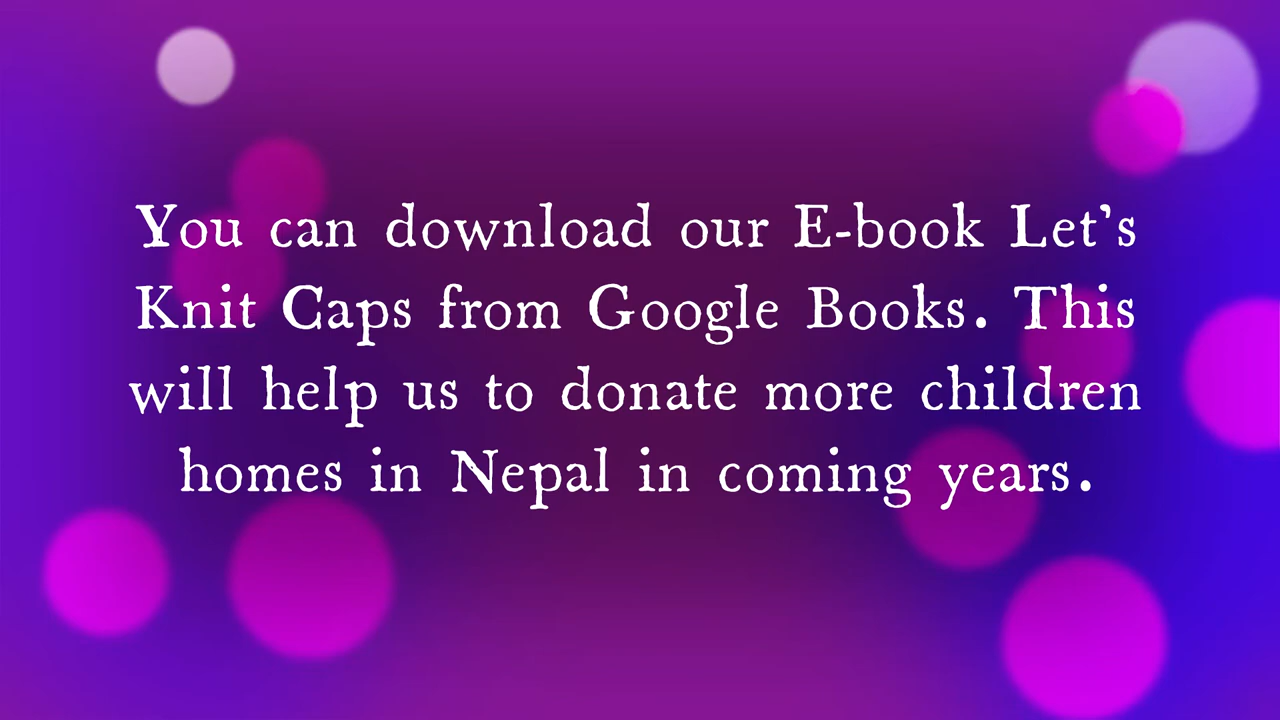 You can download our E-book Let’s
Knit Caps from Google Books. This
will help us to donate more children
homes in Nepal in coming years.